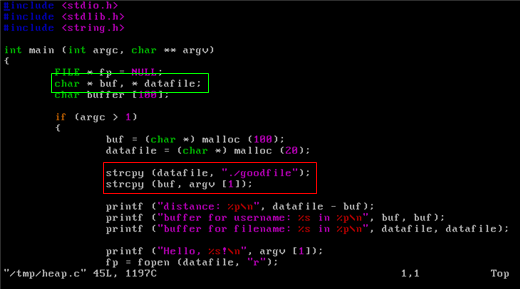 #include <stdio.h>
#include <stdlib.h>
#include <string.h>
int main (int argc, char ** argv)
{
FILE * fp = NULL;
char * buf, * datafile;
char buffer [100];
if (argc > 1)
{
buf = (char *) malloc (100);
datafile = (char *) malloc (20);
strcpy (datafile, "./goodfile");
strcpy (buf, argv [1]);
printf ("distance: %p\n", datafile - buf);
printf ("buffer for username: %s in %p\n", buf, buf);
printf ("buffer for filename: %s in %p\n", datafile, datafile);
printf ("Hello, %s!\n", argv [1]);
fp = fopen (datafile, "r");
"/tmp/heap.c" 45L, 1197C 1,1 Top